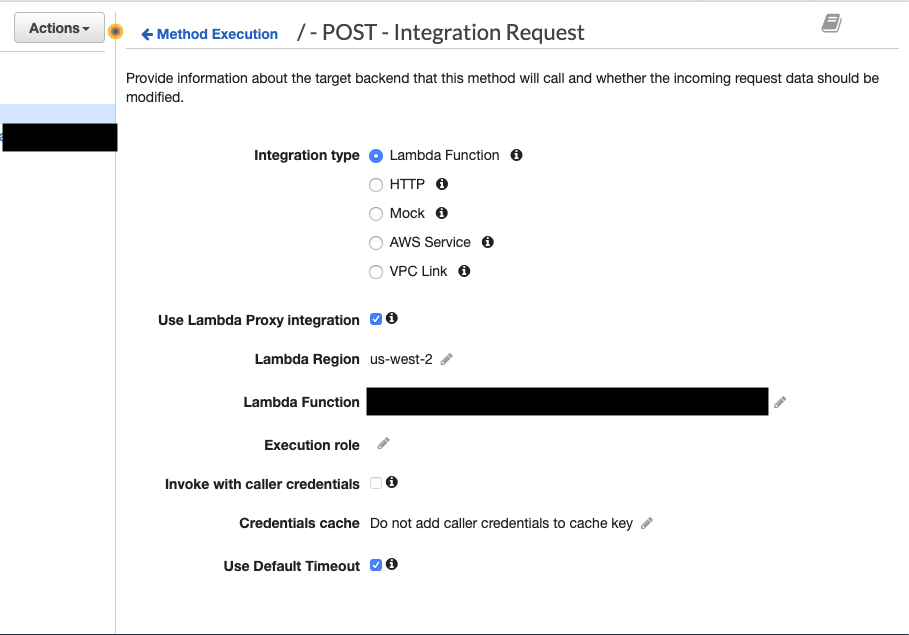 Actions
Method Execution / - POST - Integration Request
Provide information about the target backend that this method will call and whether the incoming request data should be
modified.
Integration type Lambda Function
HTTP
Mock
AWS Service
VPC Link
Use Lambda Proxy integration
Lambda Region us-west-2
Lambda Function
Execution role
Invoke with caller credentials
Credentials cache Do not add caller credentials to cache key
Use Default Timeout